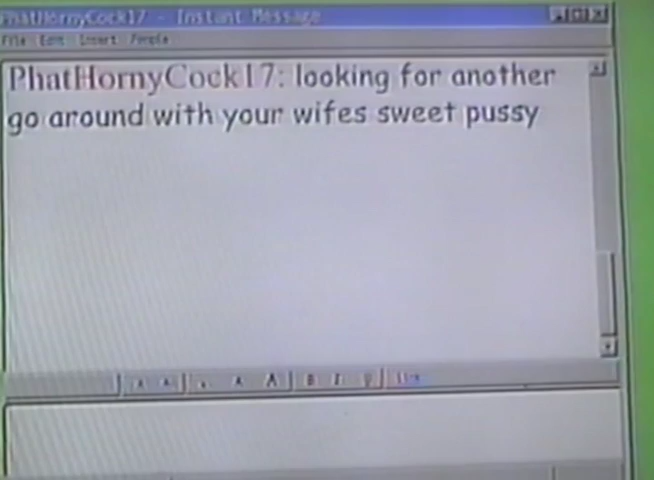 PhatHornyCock17 - Instant Message
File Edit Insert People
PhatHornyCock17: looking for another
go around with your wifes sweet pussy
A A A B I U